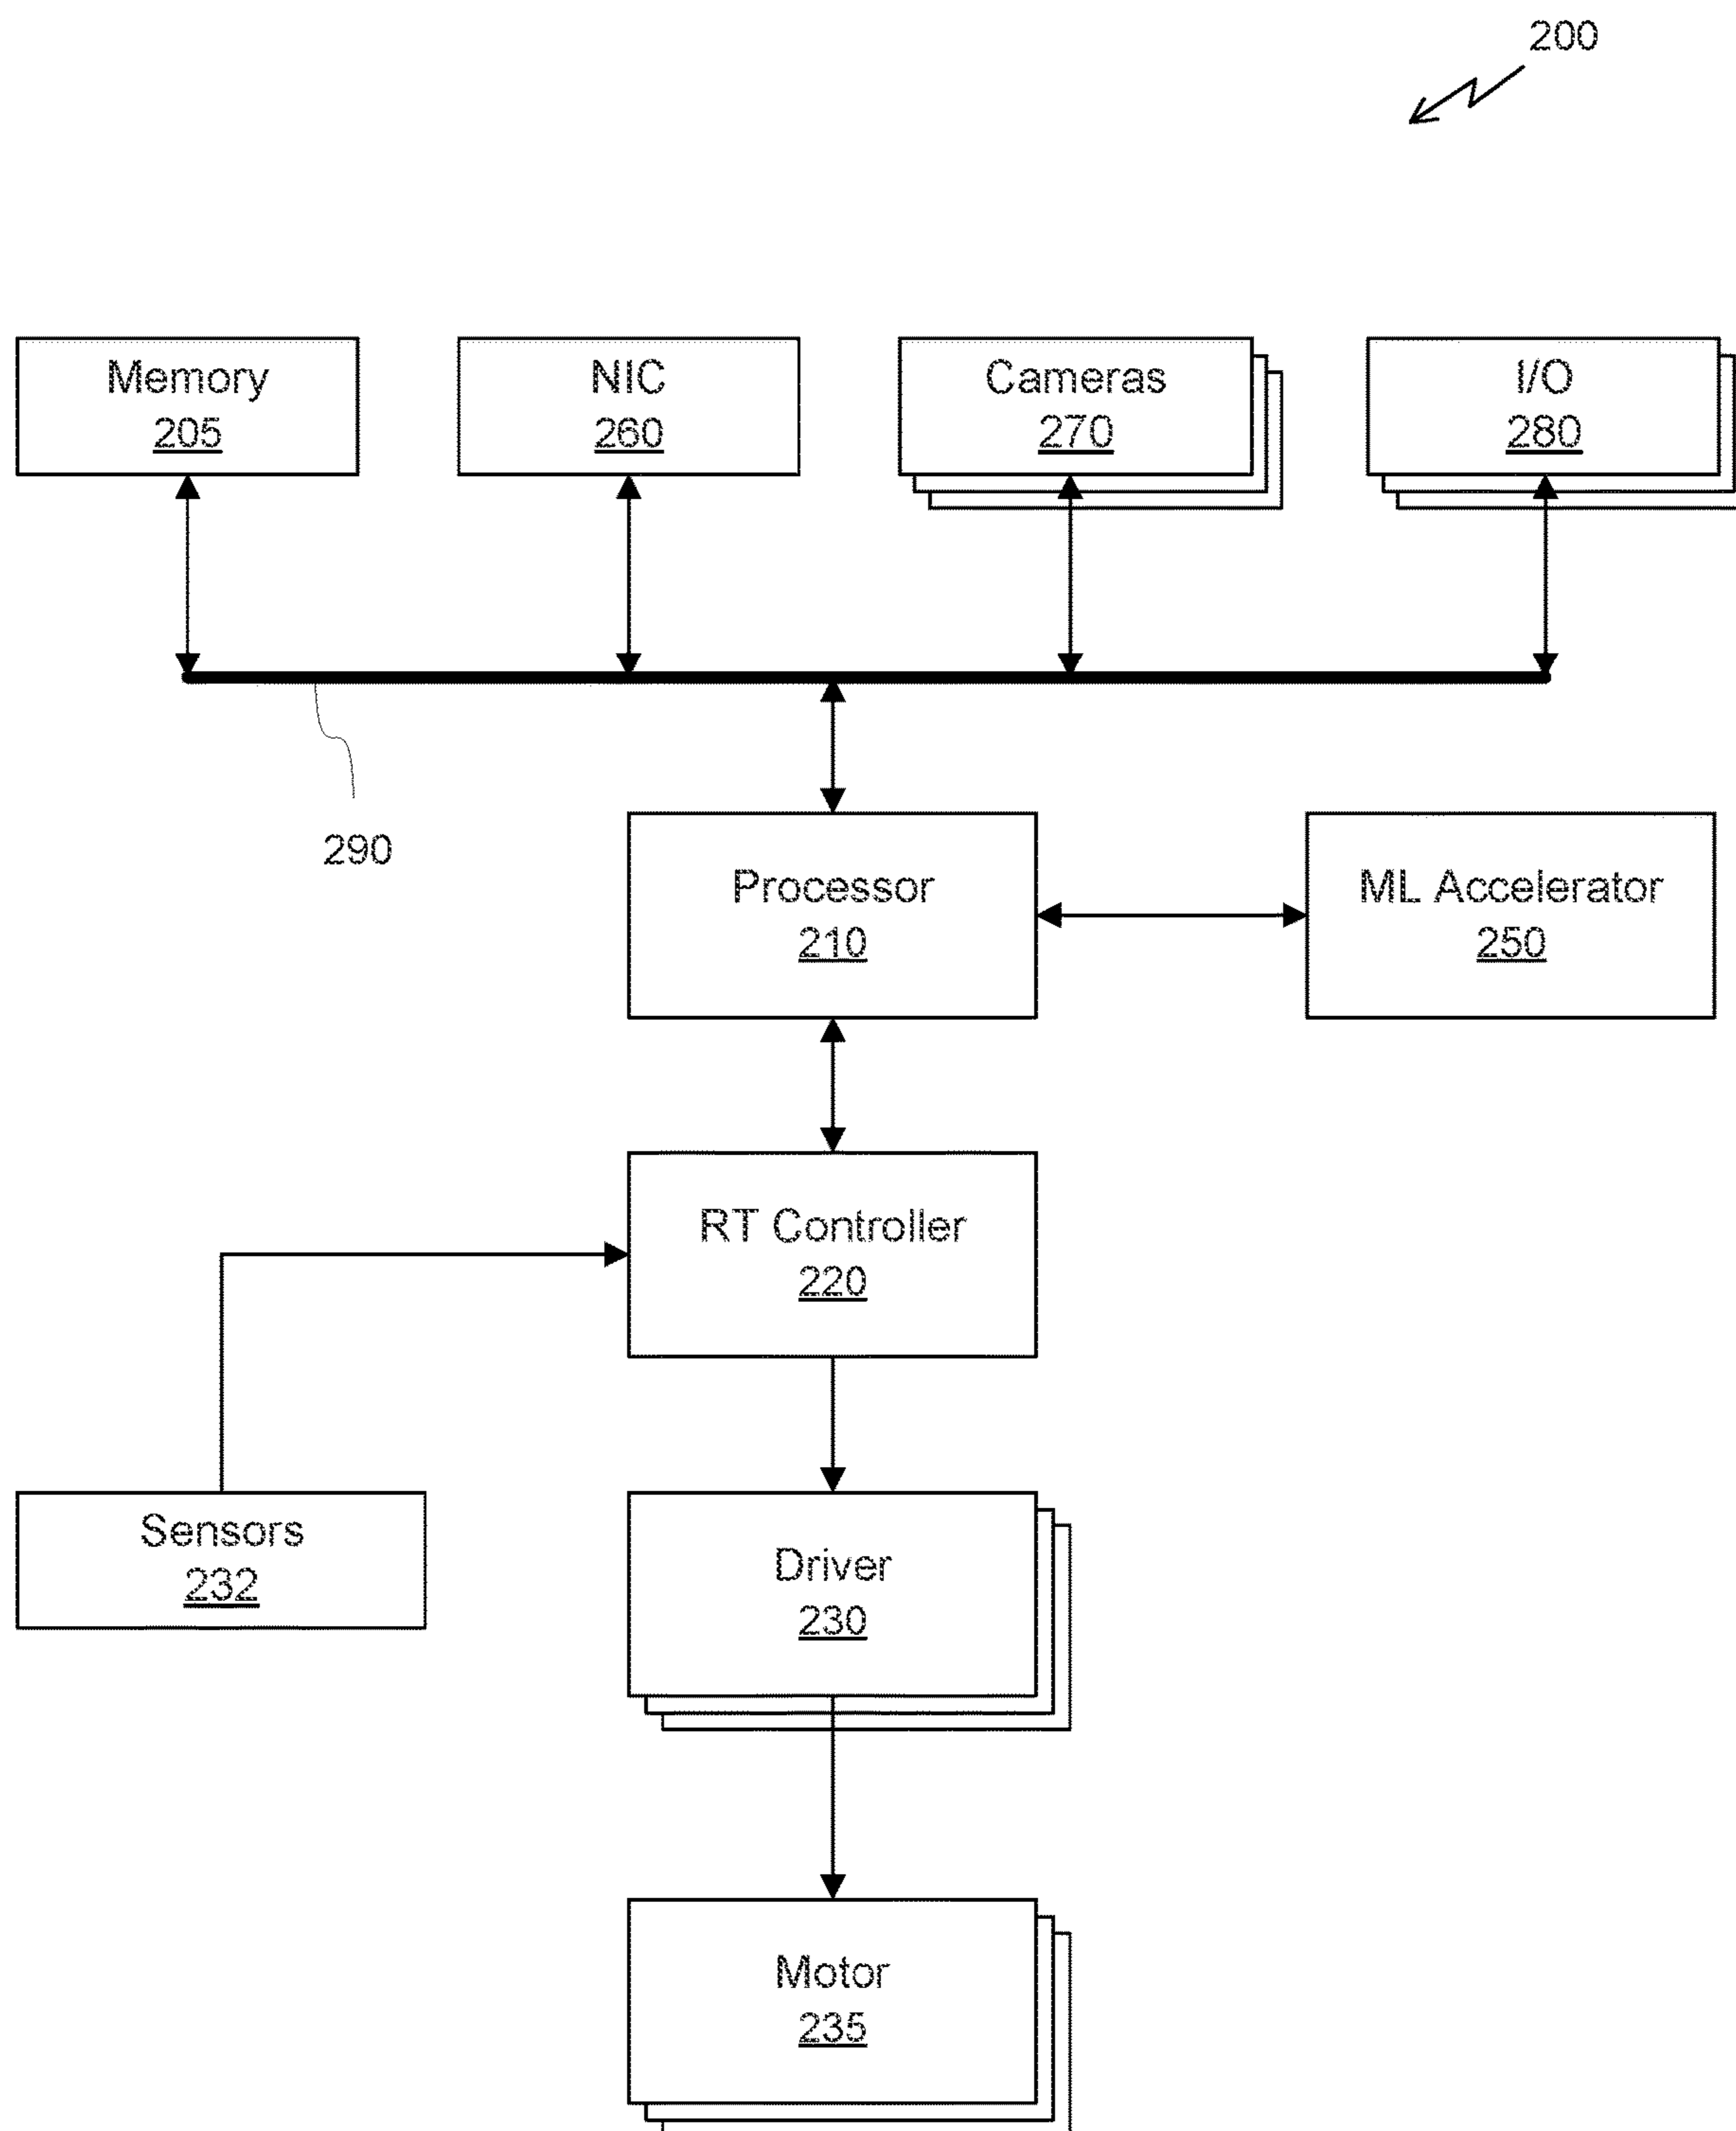 200
Memory
205
NIC
260
Cameras
270
I/O
280
290
Processor
210
ML Accelerator
250
RT Controller
220
Sensors
232
Driver
230
Motor
235